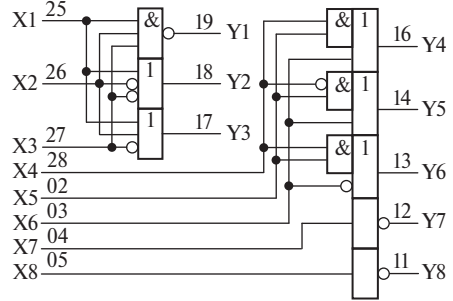 X1 25 & 19 Y1
X2 26 1 18 Y2
X3 27 1 17 Y3
X4 28
X5 02
X6 03
X7 04
X8 05
& 1 16 Y4
& 1 14 Y5
& 1 13 Y6
12 Y7
11 Y8